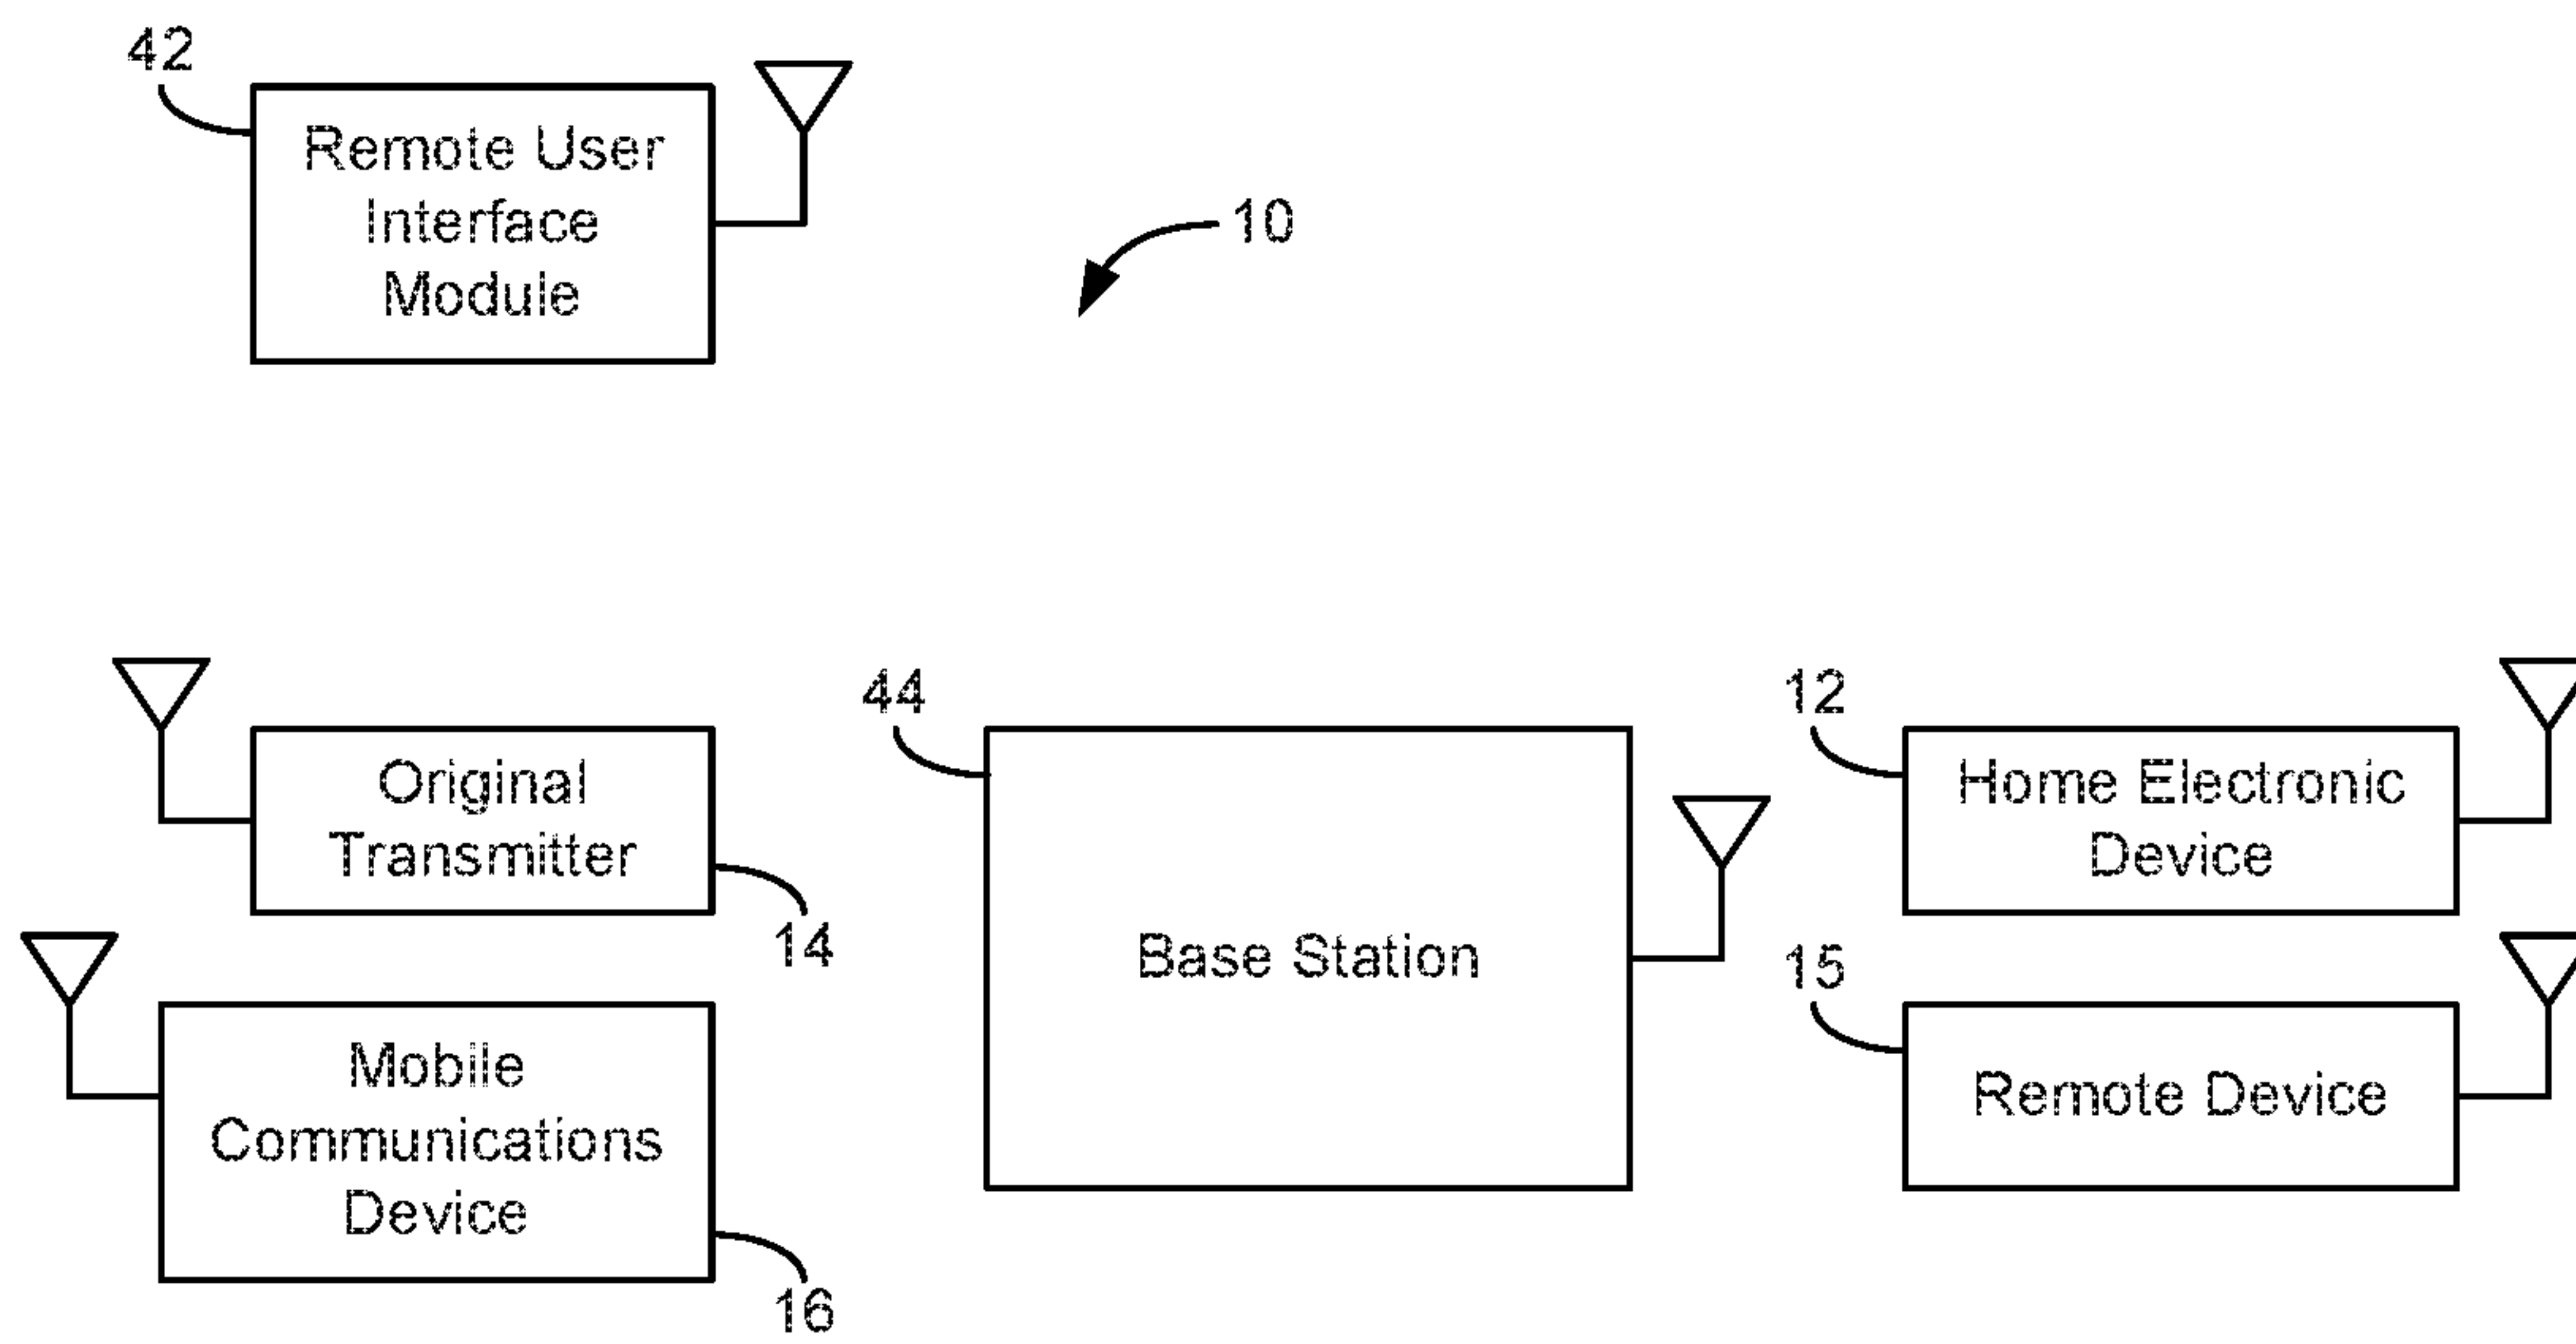 42
Remote User
Interface
Module
10
44
12
Original
Transmitter
14
Home Electronic
Device
Base Station
15
Mobile
Communications
Device
16
Remote Device